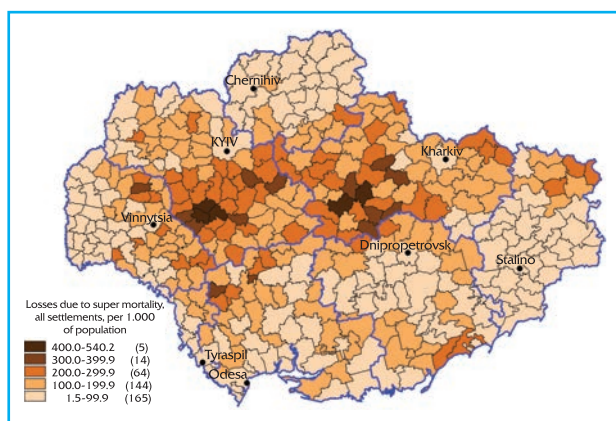 Chernihiv
KYIV
Kharkiv
Vinnytsia
Dnipropetrovsk
Stalino
Losses due to super mortality,
all settlements, per 1.000
of population
400.0-540.2 (5)
300.0-399.9 (14)
200.0-299.9 (64)
100.0-199.9 (144)
1.5-99.9 (165)
Tyraspil
Odesa